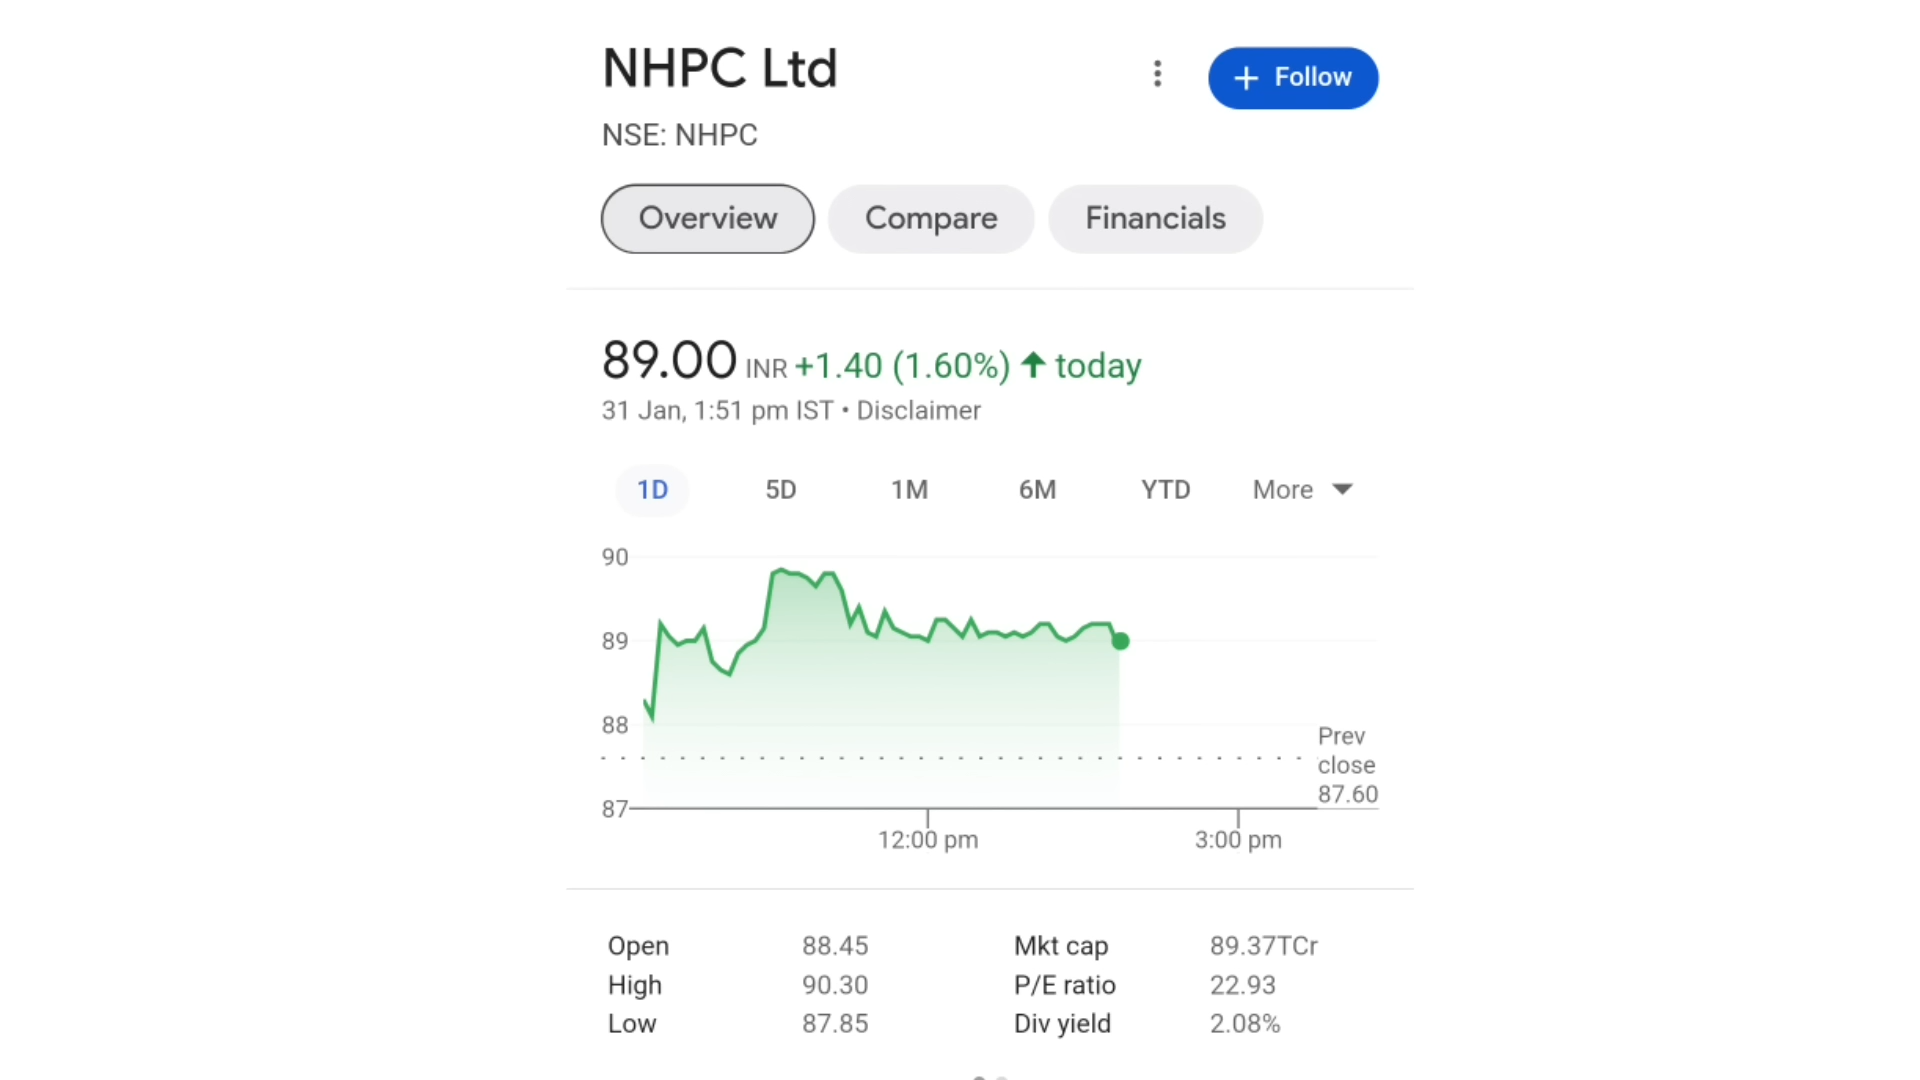 NHPC Ltd
+ Follow
NSE: NHPC
Overview Compare Financials
89.00 INR +1.40 (1.60%) ↑ today
31 Jan, 1:51 pm IST • Disclaimer
1D 5D 1M 6M YTD More
90
89
88
87
Prev
close
87.60
12:00 pm 3:00 pm
Open 88.45 Mkt cap 89.37TCr
High 90.30 P/E ratio 22.93
Low 87.85 Div yield 2.08%